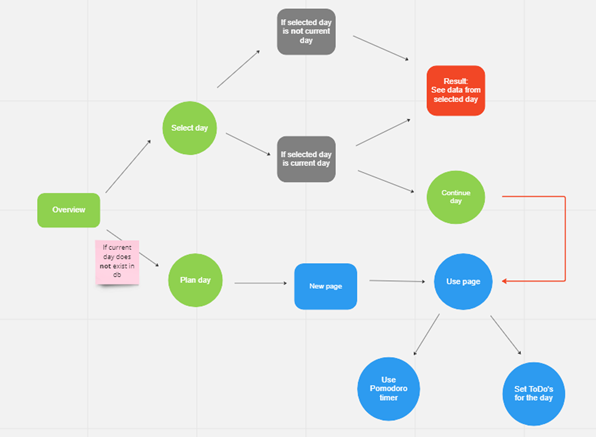 If selected day
is not current
day
Result:
See data from
selected day
Select day
If selected day
is current day
Continue
day
Overview
If current
day does
not exist in
db
Plan day
New page
Use page
Use
Pomodoro
timer
Set ToDo's
for the day